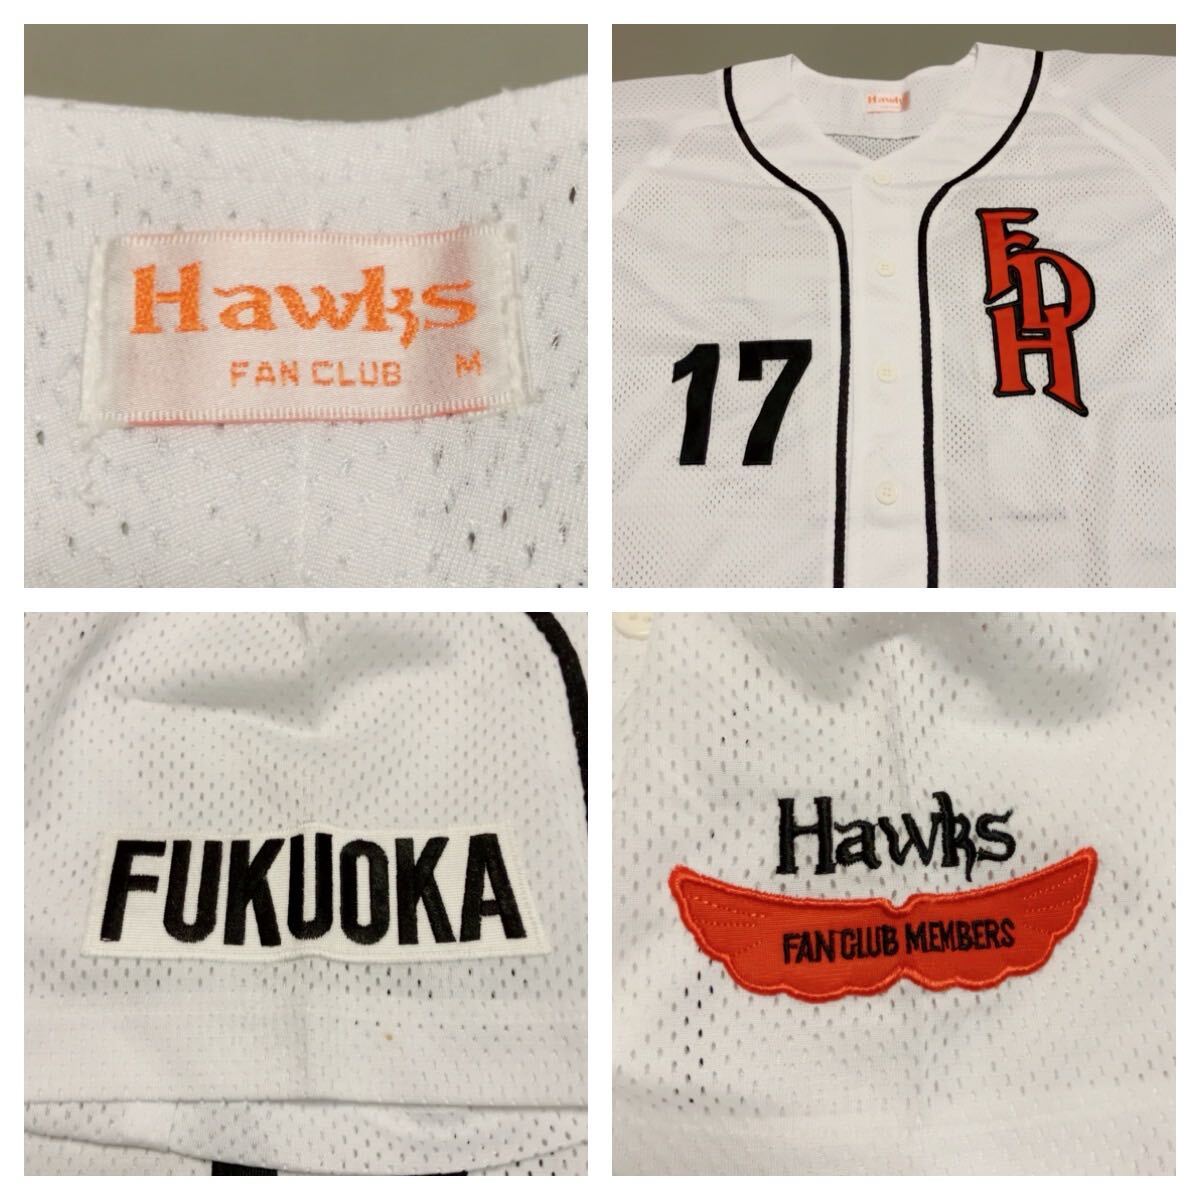 Hawks
FAN CLUB M
Hawks
17
FDH
FUKUOKA
Hawks
FAN CLUB MEMBERS